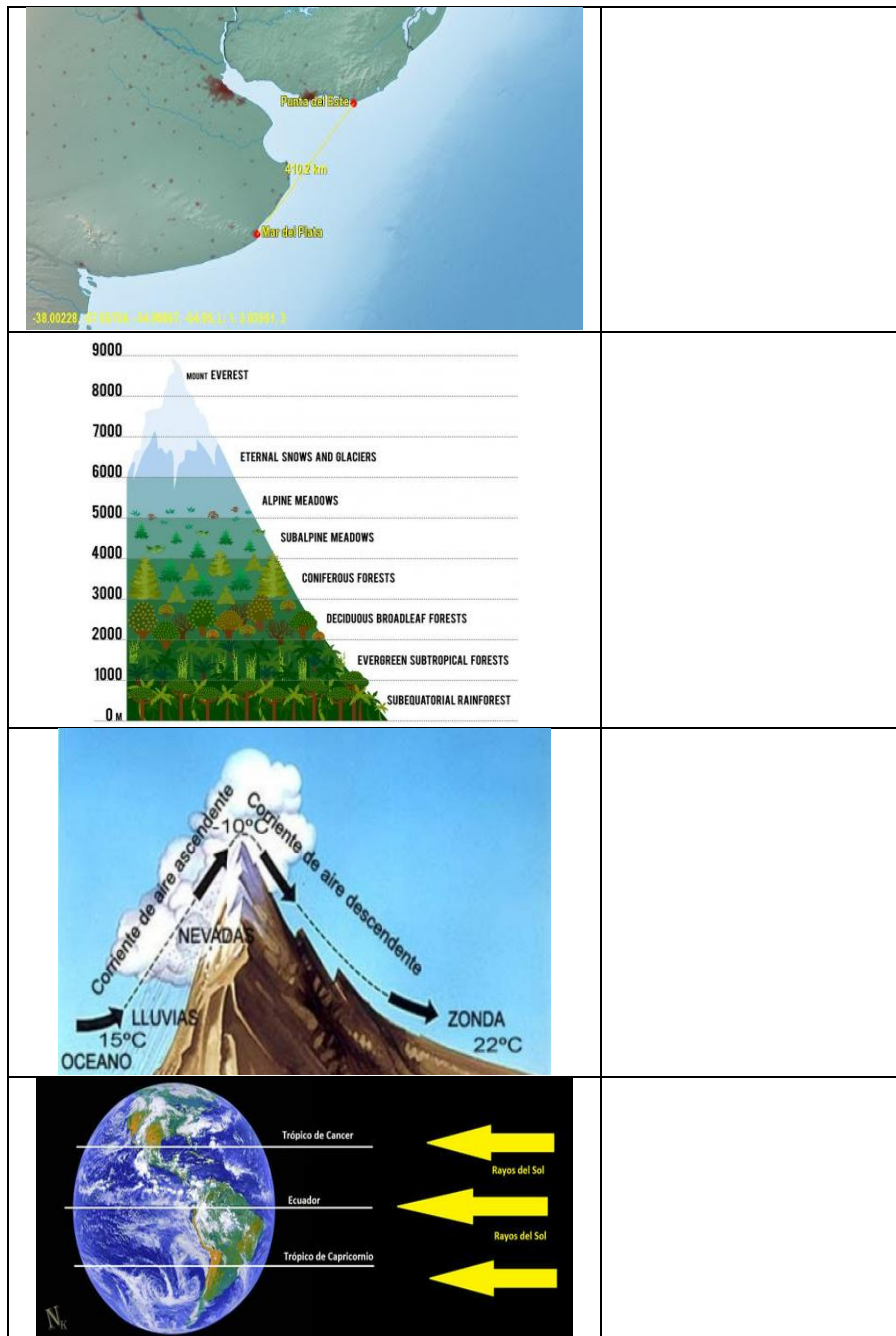 Punta del Este
410.2 km
Mar del Plata
-38.00228,
9000
MOUNT EVEREST
8000
7000
ETERNAL SNOWS AND GLACIERS
6000
ALPINE MEADOWS
5000
SUBALPINE MEADOWS
4000
CONIFEROUS FORESTS
3000
DECIDUOUS BROADLEAF FORESTS
2000
EVERGREEN SUBTROPICAL FORESTS
1000
SUBEQUATORIAL RAINFOREST
0 M
Corriente de aire ascendente
-10ºC
Corriente de aire descendente
NEVADAS
LLUVIAS
15ºC
OCEANO
ZONDA
22ºC
Trópico de Cancer
Rayos del Sol
Ecuador
Rayos del Sol
Trópico de Capricornio
NK